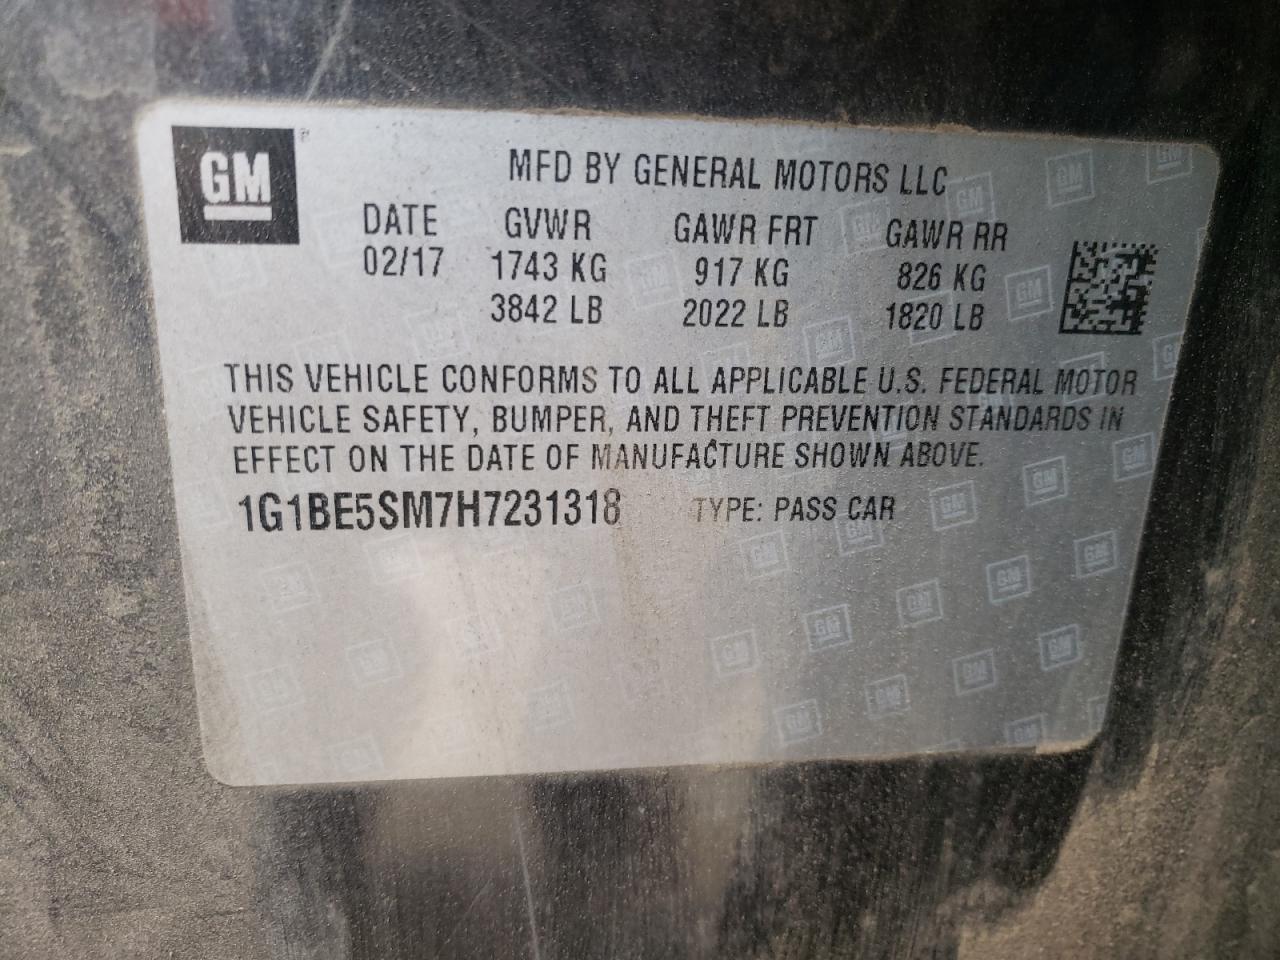 GM
MFD BY GENERAL MOTORS LLC
DATE GVWR GAWR FRT GAWR RR
02/17 1743 KG 917 KG 826 KG
3842 LB 2022 LB 1820 LB
THIS VEHICLE CONFORMS TO ALL APPLICABLE U.S. FEDERAL MOTOR
VEHICLE SAFETY, BUMPER, AND THEFT PREVENTION STANDARDS IN
EFFECT ON THE DATE OF MANUFACTURE SHOWN ABOVE.
1G1BE5SM7H7231318 TYPE: PASS CAR